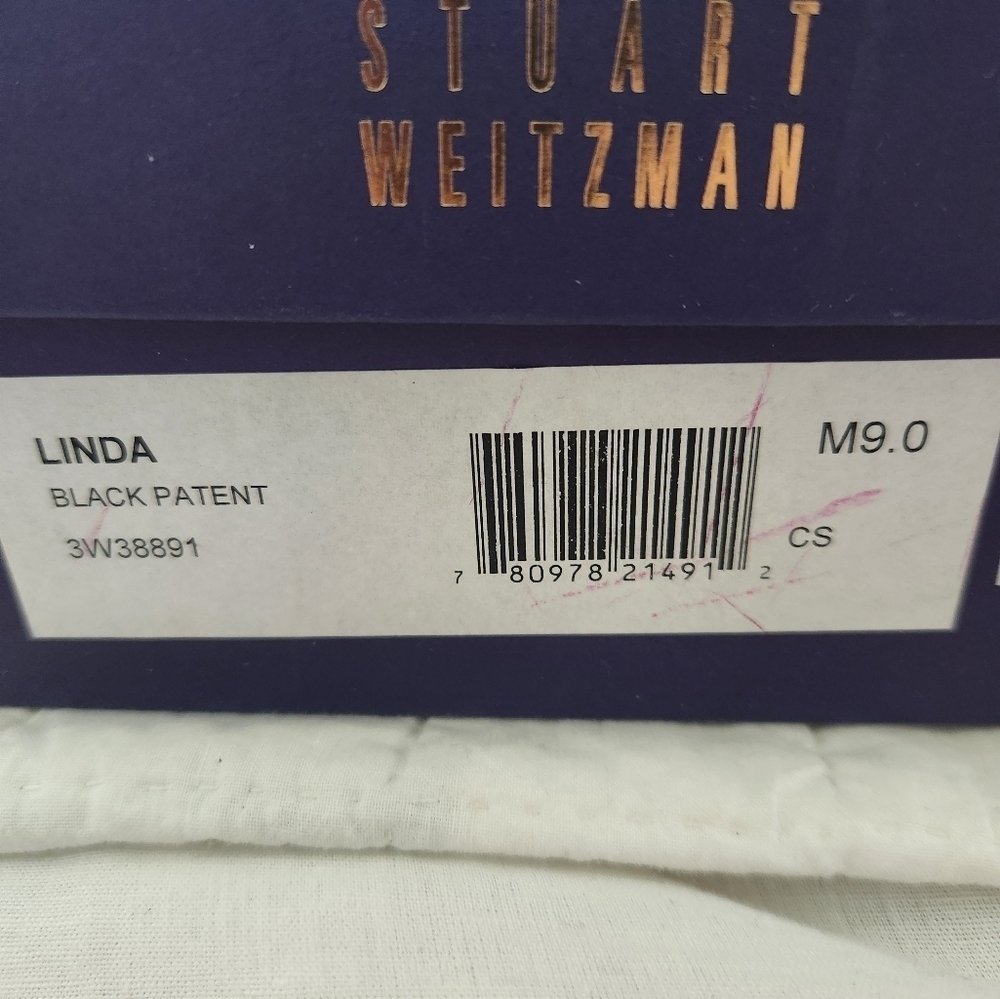 STUART
WEITZMAN
LINDA
M9.0
BLACK PATENT
3W38891
CS
7 80978 21491 2